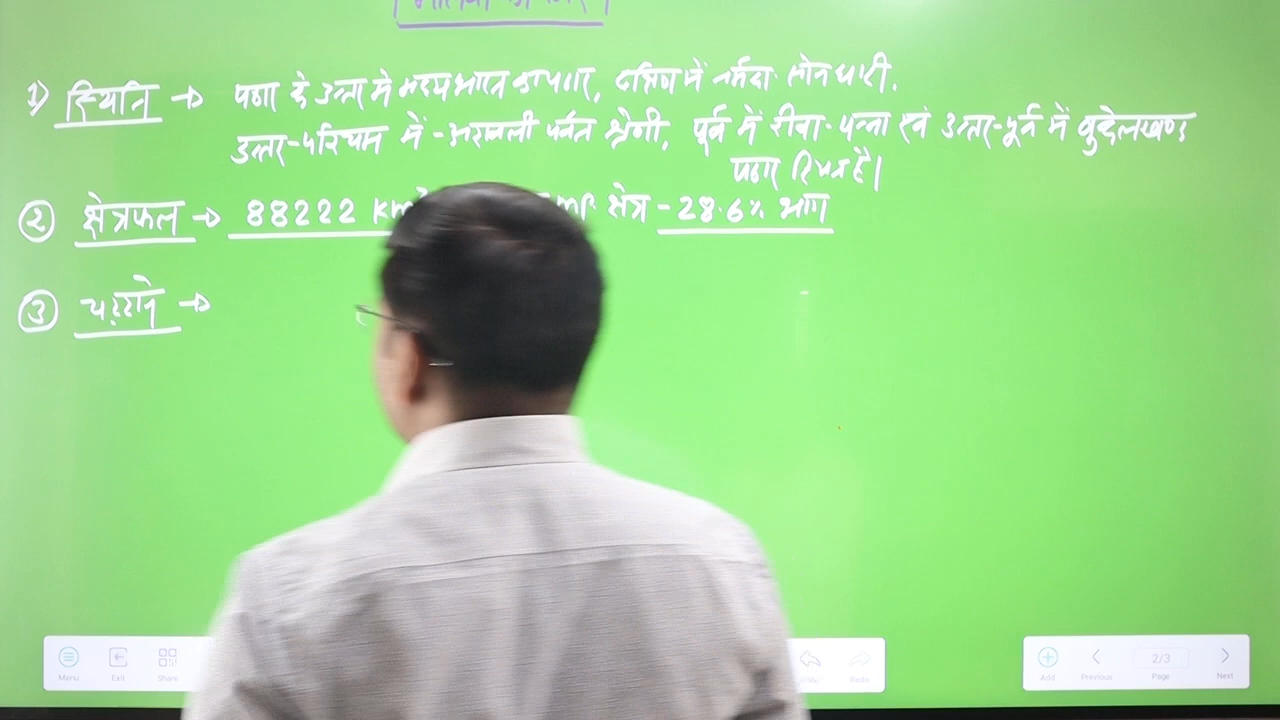 1) स्थिति → पठार के उत्तर में मध्य भारत का पठार, दक्षिण में नर्मदा सोन घाटी.
उत्तर-पश्चिम में - अरावली पर्वत श्रेणी, पूर्व में रीवा-पन्ना एवं उत्तर-पूर्व में बुंदेलखण्ड
पठार स्थित है।
② क्षेत्रफल → 88222 Km² क्षेत्र - 28.6% भाग
③ चट्टानें →
Menu
Exit
Share
Redo
Add
Previous
2/3
Page
Next